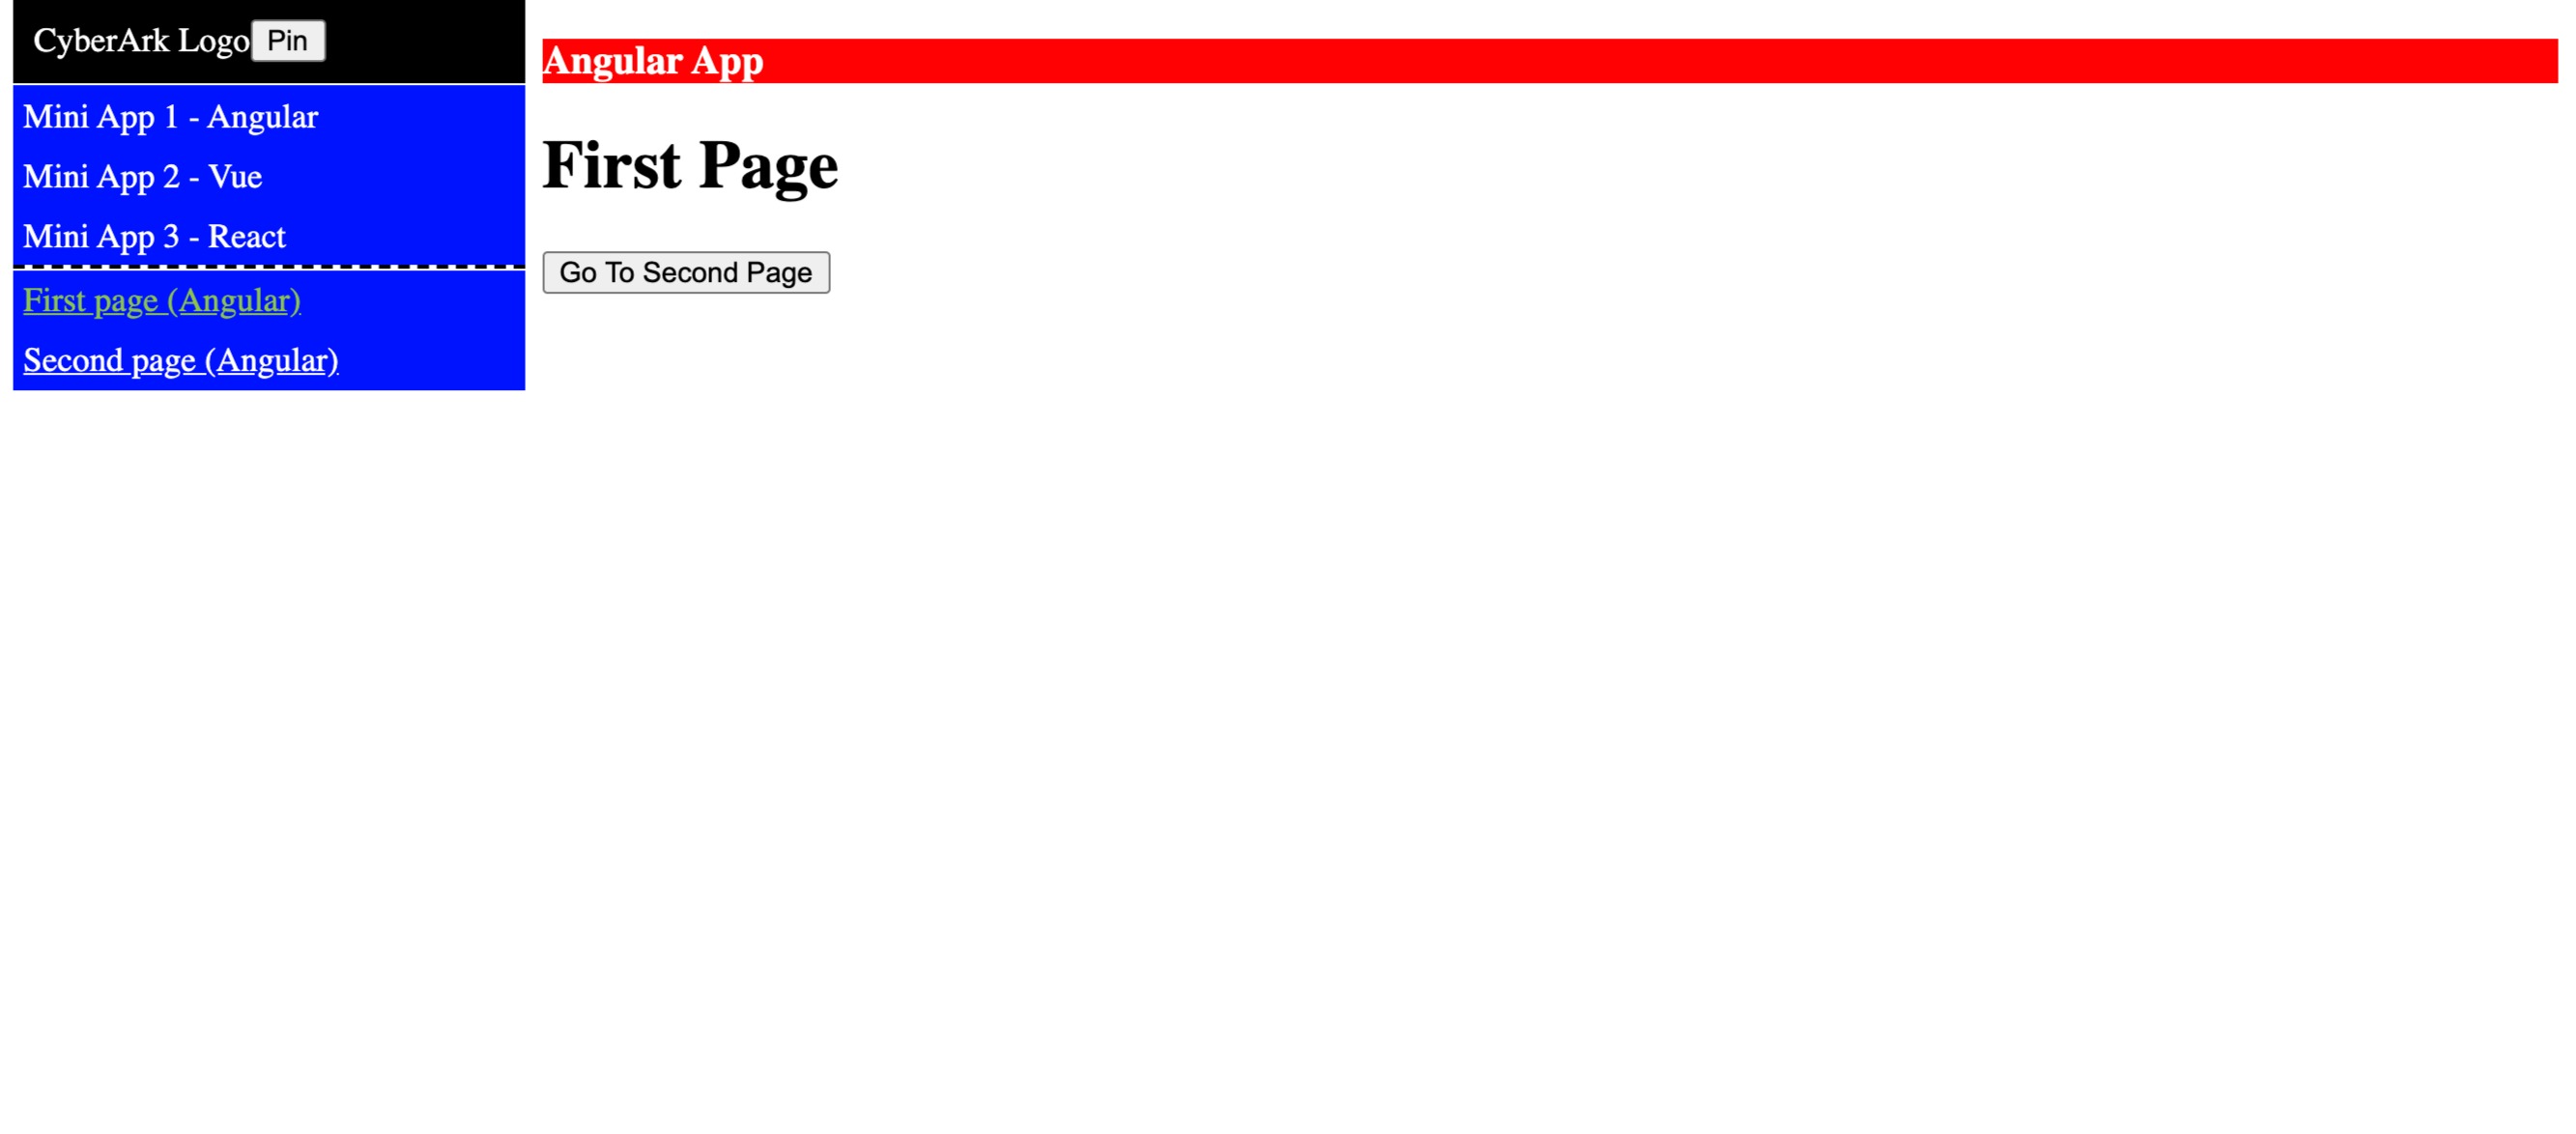 CyberArk Logo Pin
Mini App 1 - Angular
Mini App 2 - Vue
Mini App 3 - React
First page (Angular)
Second page (Angular)
Angular App
First Page
Go To Second Page